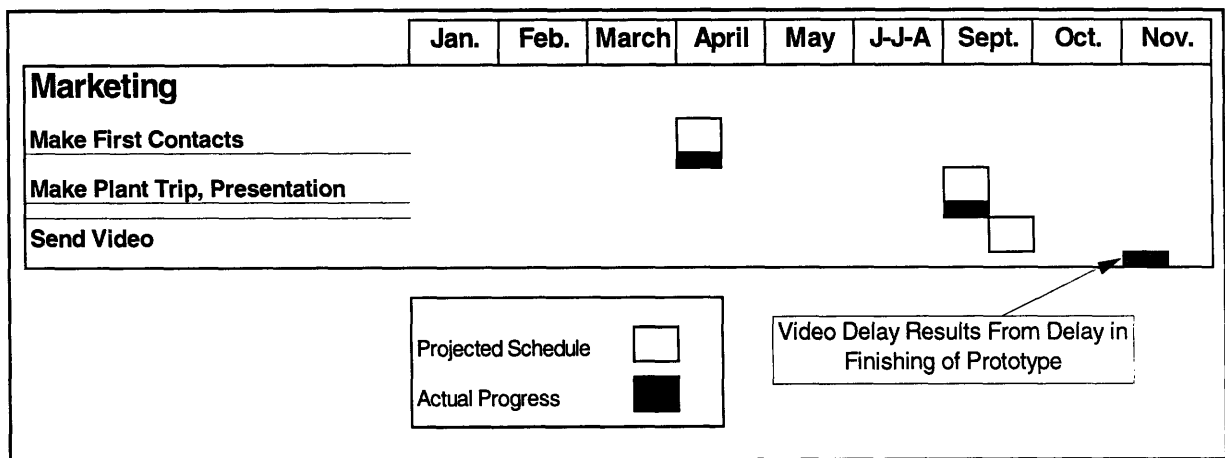 Jan. Feb. March April May J-J-A Sept. Oct. Nov.
Marketing
Make First Contacts
Make Plant Trip, Presentation
Send Video
Projected Schedule
Actual Progress
Video Delay Results From Delay in
Finishing of Prototype